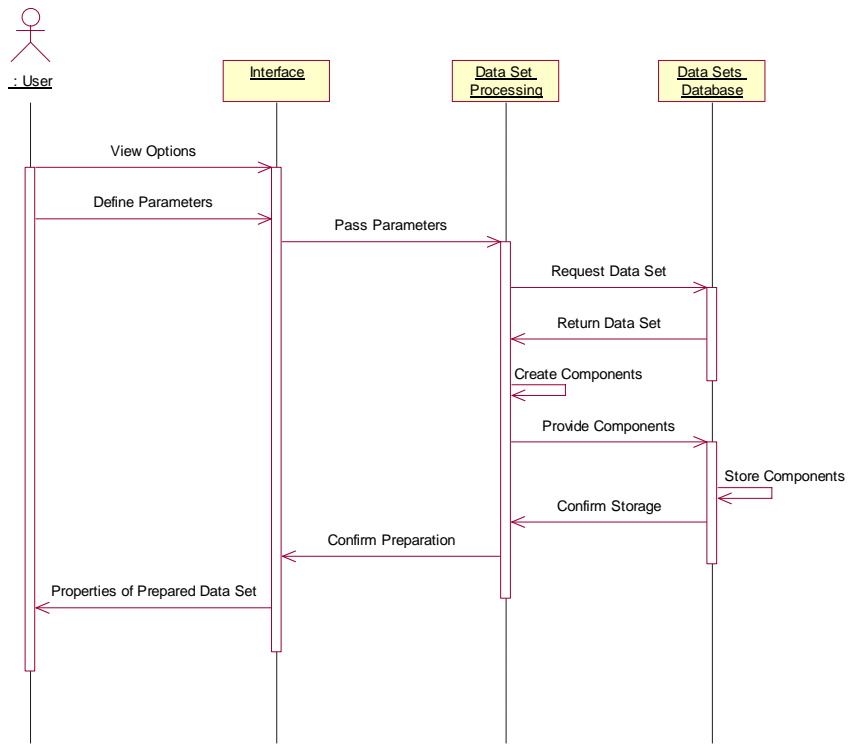 : User
Interface
Data Set
Processing
Data Sets
Database
View Options
Define Parameters
Pass Parameters
Request Data Set
Return Data Set
Create Components
Provide Components
Store Components
Confirm Storage
Confirm Preparation
Properties of Prepared Data Set